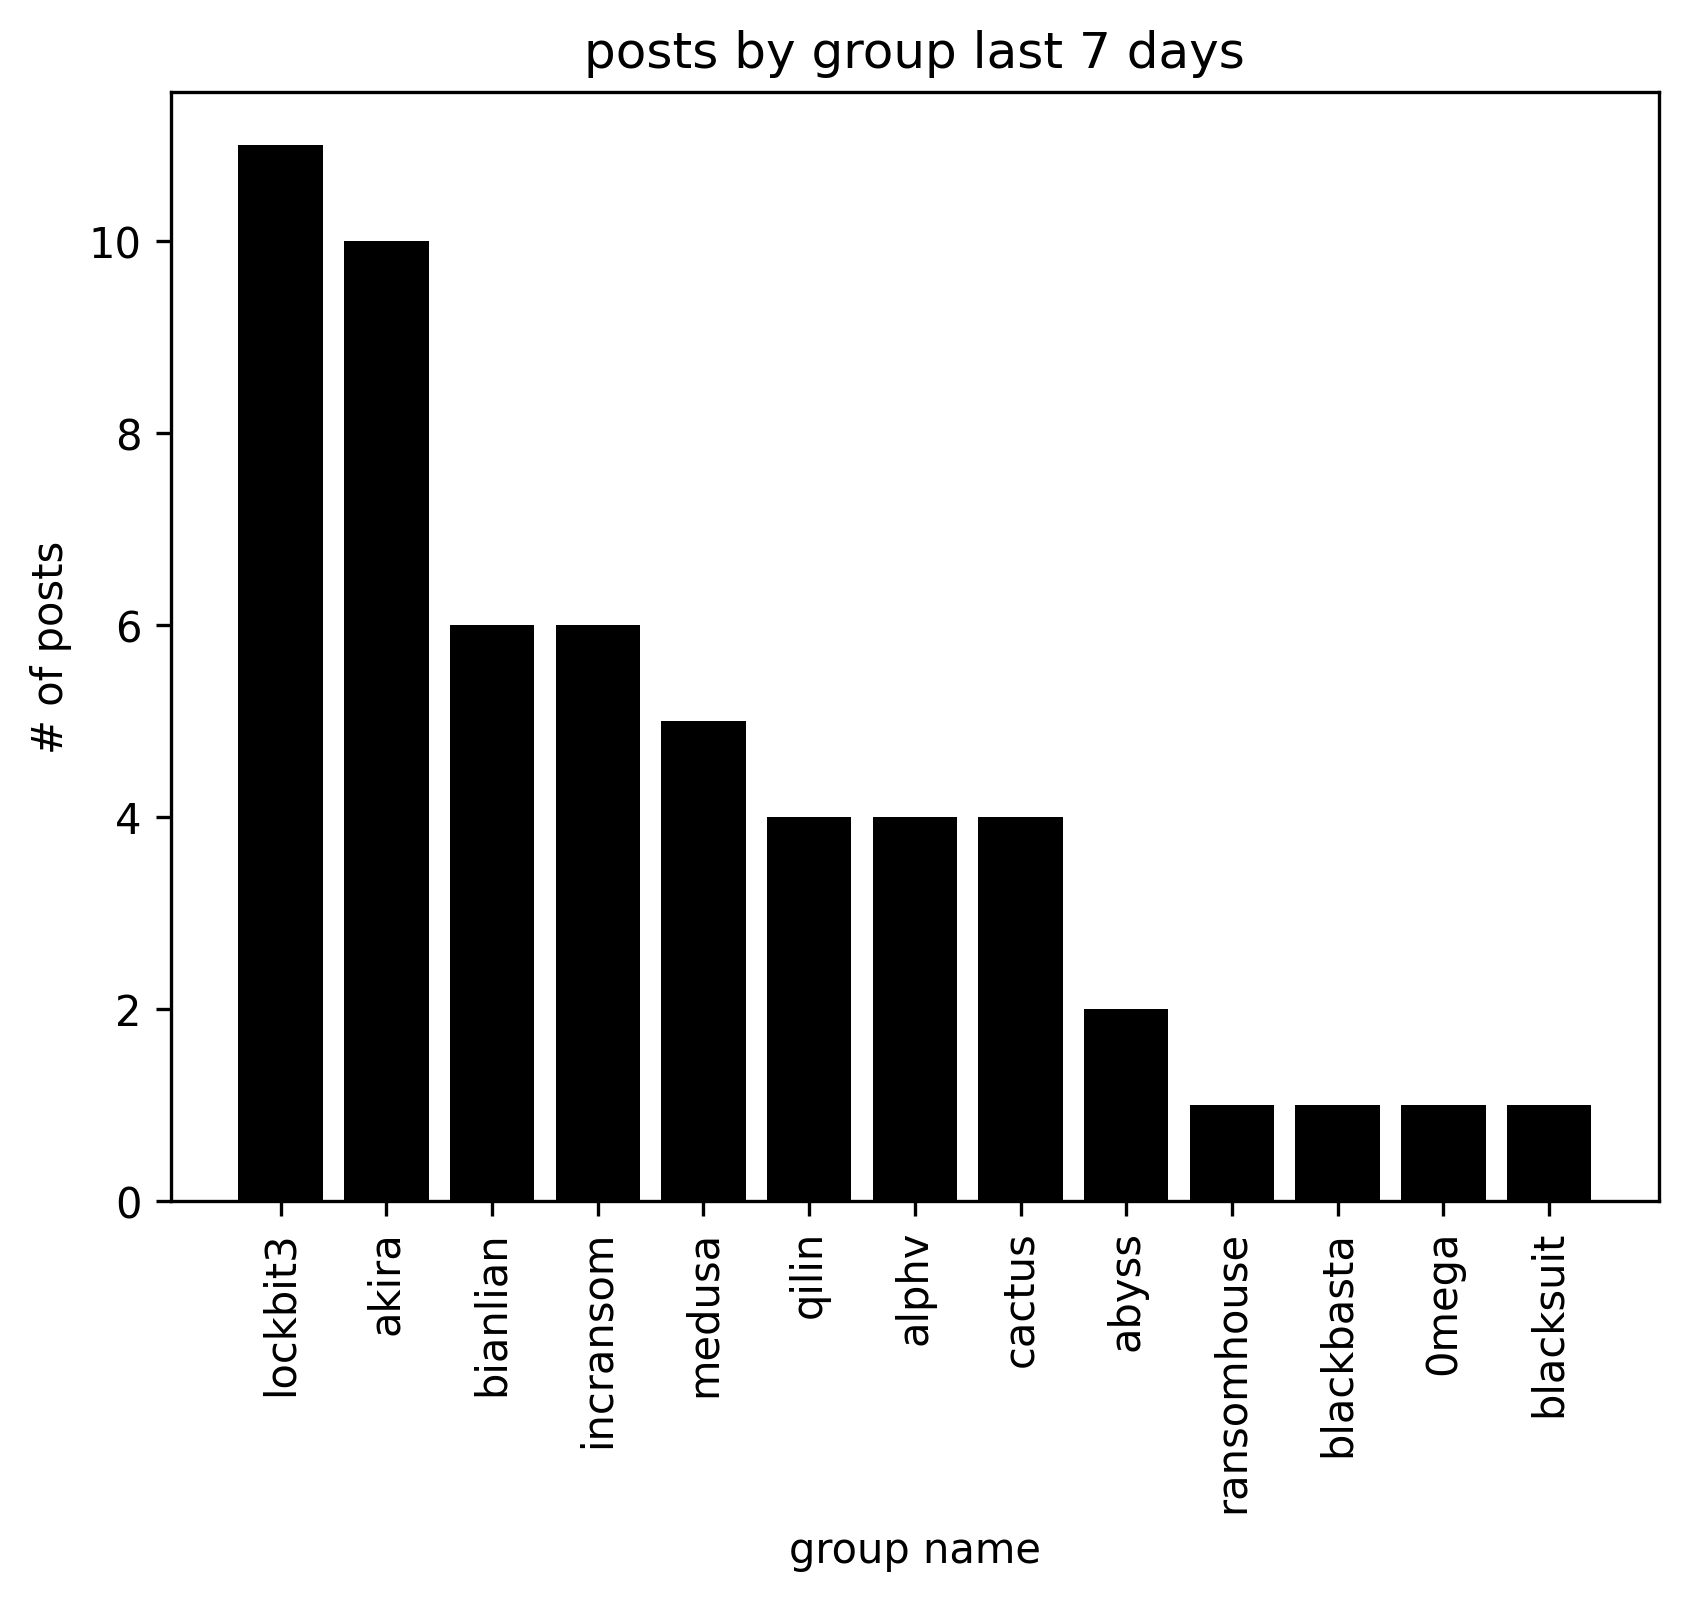 posts by group last 7 days
# of posts
10
8
6
4
2
0
lockbit3
akira
bianlian
incransom
medusa
qilin
alphv
cactus
abyss
ransomhouse
blackbasta
0mega
blacksuit
group name